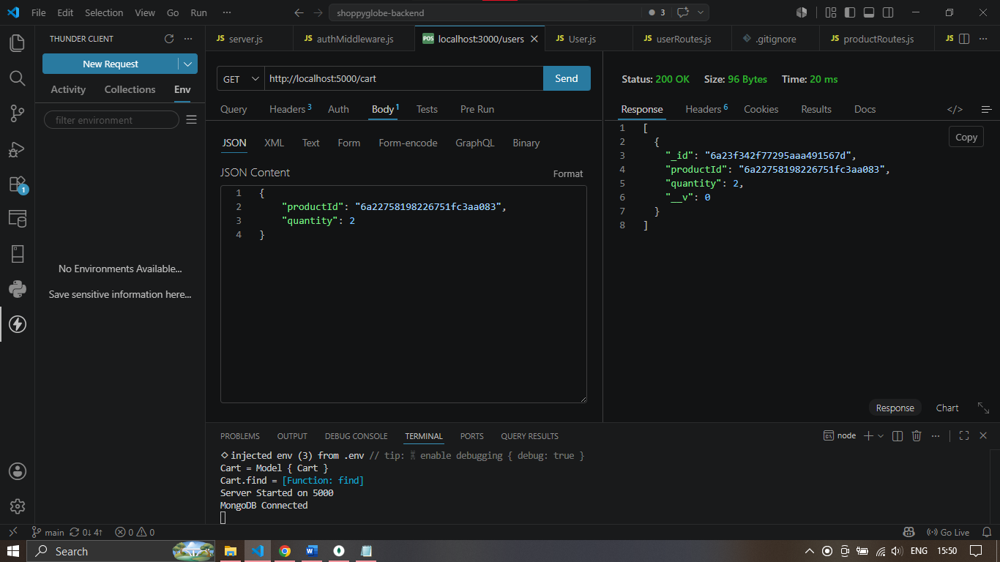 File Edit Selection View Go Run ··· shoppyglobe-backend 3
THUNDER CLIENT
New Request
Activity Collections Env
filter environment
No Environments Available...
Save sensitive information here...
JS server.js JS authMiddleware.js POS localhost:3000/users JS User.js JS userRoutes.js .gitignore JS productRoutes.js JS
GET http://localhost:5000/cart Send
Query Headers 3 Auth Body 1 Tests Pre Run
JSON XML Text Form Form-encode GraphQL Binary
JSON Content Format
1 {
2 "productId": "6a22758198226751fc3aa083",
3 "quantity": 2
4 }
Status: 200 OK Size: 96 Bytes Time: 20 ms
Response Headers 6 Cookies Results Docs </>
Copy
1 [
2 {
3 "_id": "6a23f342f77295aaa491567d",
4 "productId": "6a22758198226751fc3aa083",
5 "quantity": 2,
6 "__v": 0
7 }
8 ]
Response Chart
1
PROBLEMS OUTPUT DEBUG CONSOLE TERMINAL PORTS QUERY RESULTS node
injected env (3) from .env // tip: enable debugging { debug: true }
Cart = Model { Cart }
Cart.find = [Function: find]
Server Started on 5000
MongoDB Connected
main 0↓ 4↑ 0 0 Go Live
Search ENG 15:50